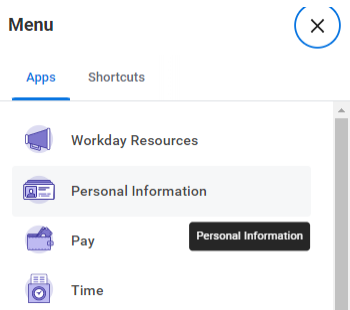 Menu
Apps Shortcuts
Workday Resources
Personal Information
Pay
Personal Information
Time